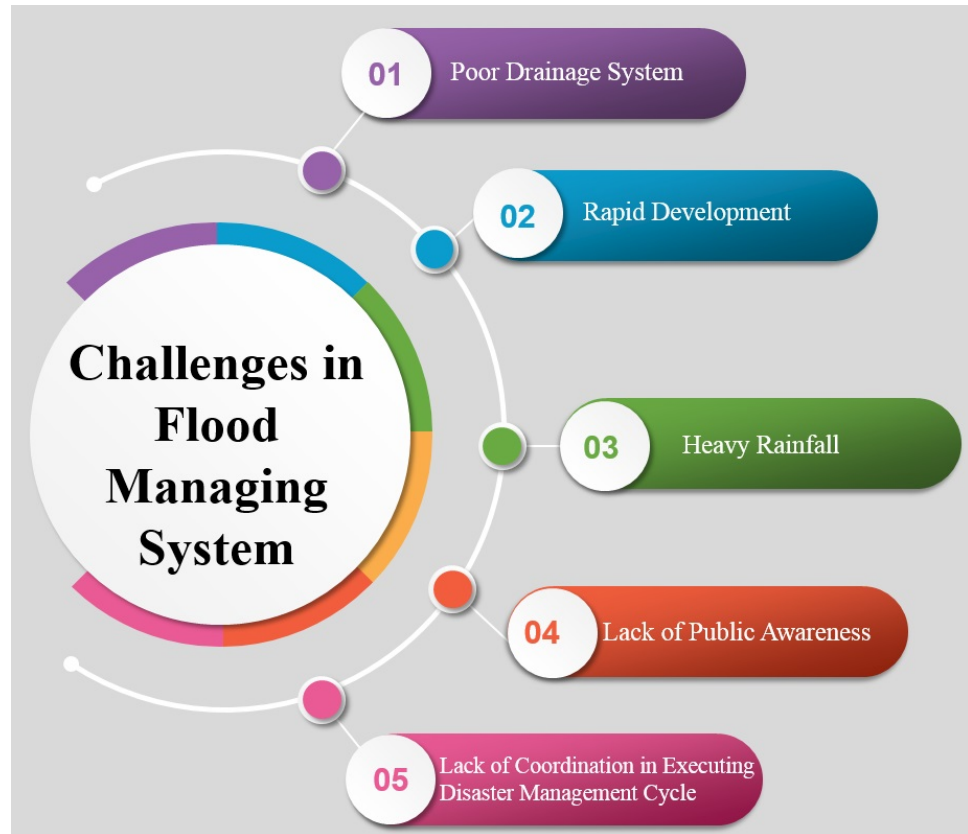 Challenges in
Flood
Managing
System
01
Poor Drainage System
02
Rapid Development
03
Heavy Rainfall
04
Lack of Public Awareness
05
Lack of Coordination in Executing
Disaster Management Cycle